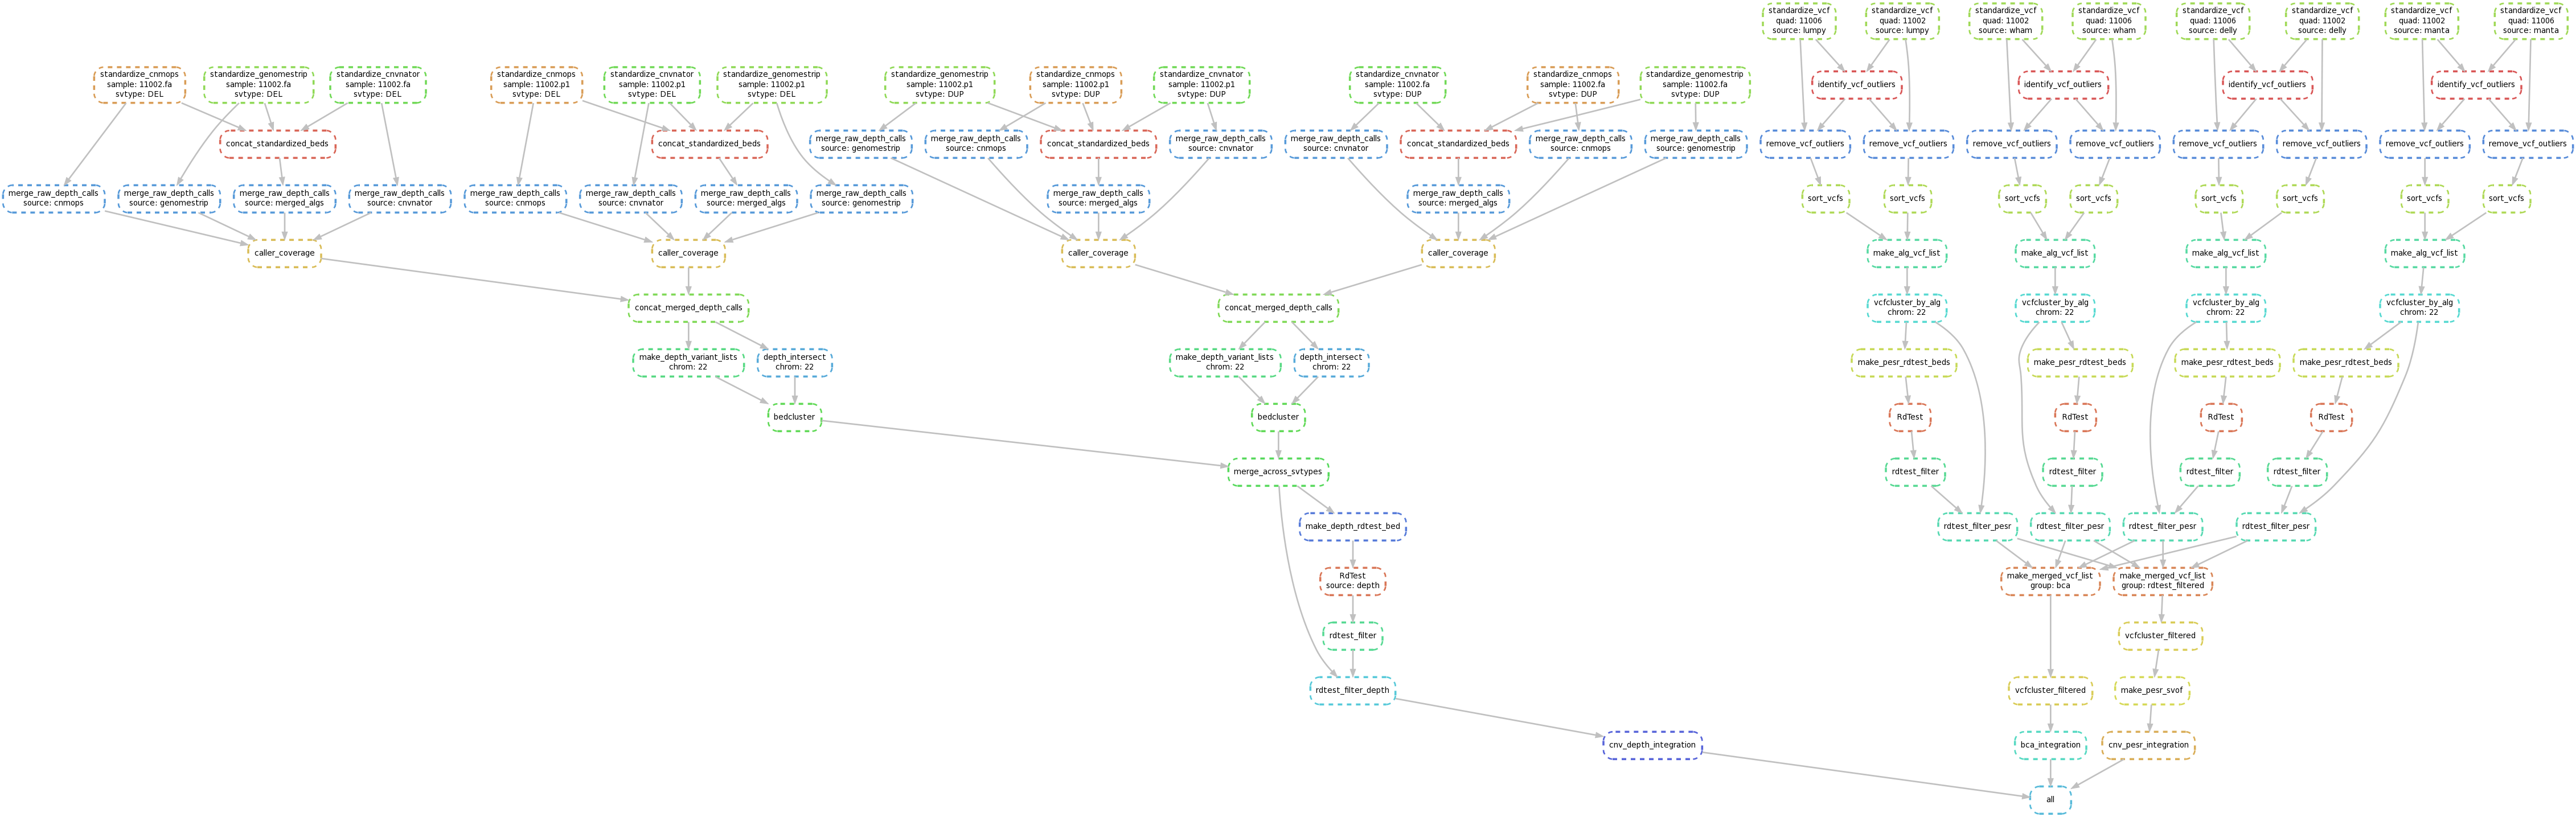 standardize_vcf
quad: 11006
source: lumpy
standardize_vcf
quad: 11002
source: lumpy
standardize_vcf
quad: 11002
source: wham
standardize_vcf
quad: 11006
source: wham
standardize_vcf
quad: 11006
source: delly
standardize_vcf
quad: 11002
source: delly
standardize_vcf
quad: 11002
source: manta
standardize_vcf
quad: 11006
source: manta
standardize_cnmops
sample: 11002.fa
svtype: DEL
standardize_genomestrip
sample: 11002.fa
svtype: DEL
standardize_cnvnator
sample: 11002.fa
svtype: DEL
standardize_cnmops
sample: 11002.p1
svtype: DEL
standardize_cnvnator
sample: 11002.p1
svtype: DEL
standardize_genomestrip
sample: 11002.p1
svtype: DEL
standardize_genomestrip
sample: 11002.p1
svtype: DUP
standardize_cnmops
sample: 11002.p1
svtype: DUP
standardize_cnvnator
sample: 11002.p1
svtype: DUP
standardize_cnvnator
sample: 11002.fa
svtype: DUP
standardize_cnmops
sample: 11002.fa
svtype: DUP
standardize_genomestrip
sample: 11002.fa
svtype: DUP
identify_vcf_outliers
identify_vcf_outliers
identify_vcf_outliers
identify_vcf_outliers
concat_standardized_beds
concat_standardized_beds
merge_raw_depth_calls
source: genomestrip
merge_raw_depth_calls
source: cnmops
concat_standardized_beds
merge_raw_depth_calls
source: cnvnator
merge_raw_depth_calls
source: cnvnator
concat_standardized_beds
merge_raw_depth_calls
source: cnmops
merge_raw_depth_calls
source: genomestrip
remove_vcf_outliers
remove_vcf_outliers
remove_vcf_outliers
remove_vcf_outliers
remove_vcf_outliers
remove_vcf_outliers
remove_vcf_outliers
remove_vcf_outliers
merge_raw_depth_calls
source: cnmops
merge_raw_depth_calls
source: genomestrip
merge_raw_depth_calls
source: merged_algs
merge_raw_depth_calls
source: cnvnator
merge_raw_depth_calls
source: cnmops
merge_raw_depth_calls
source: cnvnator
merge_raw_depth_calls
source: merged_algs
merge_raw_depth_calls
source: genomestrip
merge_raw_depth_calls
source: merged_algs
merge_raw_depth_calls
source: merged_algs
sort_vcfs
sort_vcfs
sort_vcfs
sort_vcfs
sort_vcfs
sort_vcfs
sort_vcfs
sort_vcfs
caller_coverage
caller_coverage
caller_coverage
caller_coverage
make_alg_vcf_list
make_alg_vcf_list
make_alg_vcf_list
make_alg_vcf_list
concat_merged_depth_calls
concat_merged_depth_calls
vcfcluster_by_alg
chrom: 22
vcfcluster_by_alg
chrom: 22
vcfcluster_by_alg
chrom: 22
vcfcluster_by_alg
chrom: 22
make_depth_variant_lists
chrom: 22
depth_intersect
chrom: 22
make_depth_variant_lists
chrom: 22
depth_intersect
chrom: 22
make_pesr_rdtest_beds
make_pesr_rdtest_beds
make_pesr_rdtest_beds
make_pesr_rdtest_beds
bedcluster
bedcluster
RdTest
RdTest
RdTest
RdTest
merge_across_svtypes
rdtest_filter
rdtest_filter
rdtest_filter
rdtest_filter
make_depth_rdtest_bed
rdtest_filter_pesr
rdtest_filter_pesr
rdtest_filter_pesr
rdtest_filter_pesr
RdTest
source: depth
make_merged_vcf_list
group: bca
make_merged_vcf_list
group: rdtest_filtered
rdtest_filter
vcfcluster_filtered
rdtest_filter_depth
vcfcluster_filtered
make_pesr_svof
cnv_depth_integration
bca_integration
cnv_pesr_integration
all